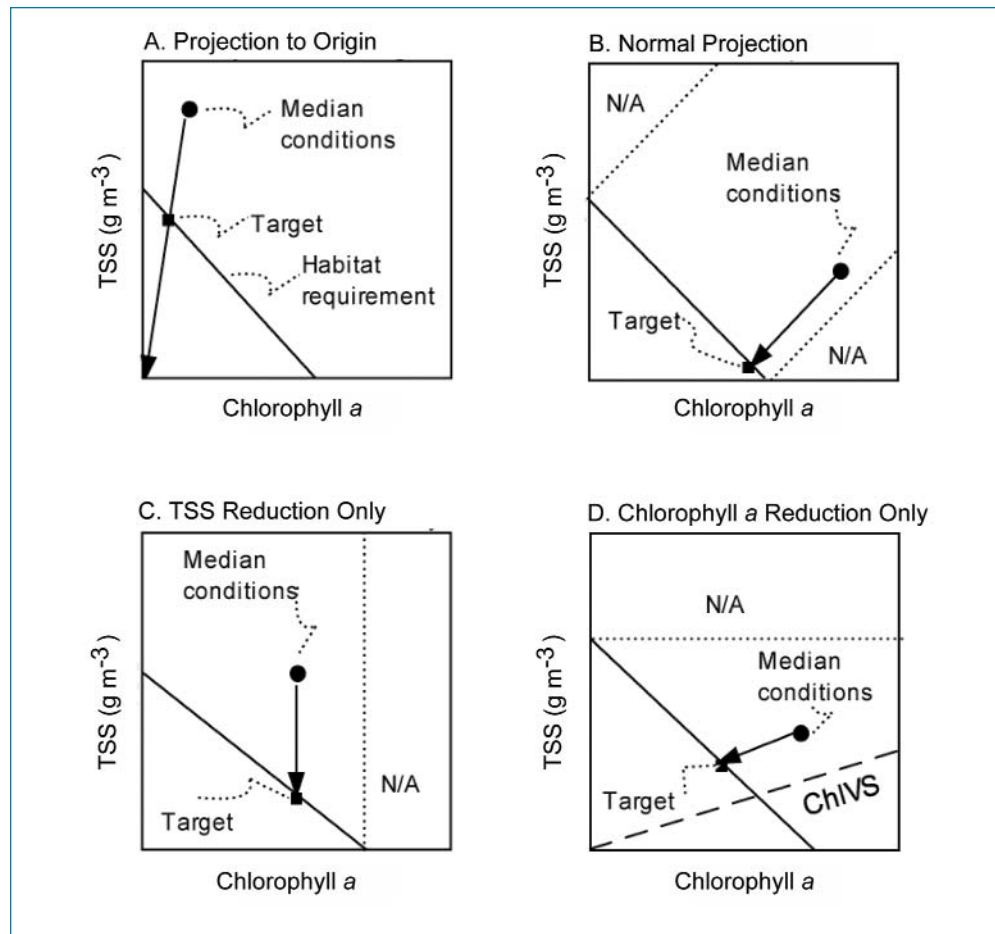 A. Projection to Origin
Median
conditions
Target
Habitat
requirement
TSS (g m⁻³)
Chlorophyll a
B. Normal Projection
N/A
Median
conditions
Target
N/A
TSS (g m⁻³)
Chlorophyll a
C. TSS Reduction Only
Median
conditions
N/A
Target
TSS (g m⁻³)
Chlorophyll a
D. Chlorophyll a Reduction Only
N/A
Median
conditions
Target
ChlVS
TSS (g m⁻³)
Chlorophyll a